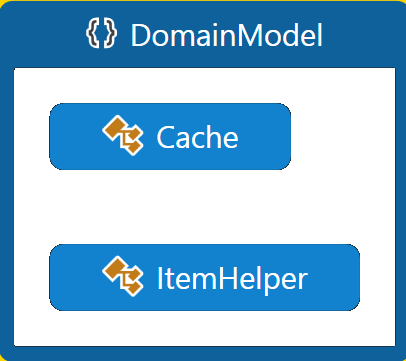 {} DomainModel
Cache
ItemHelper